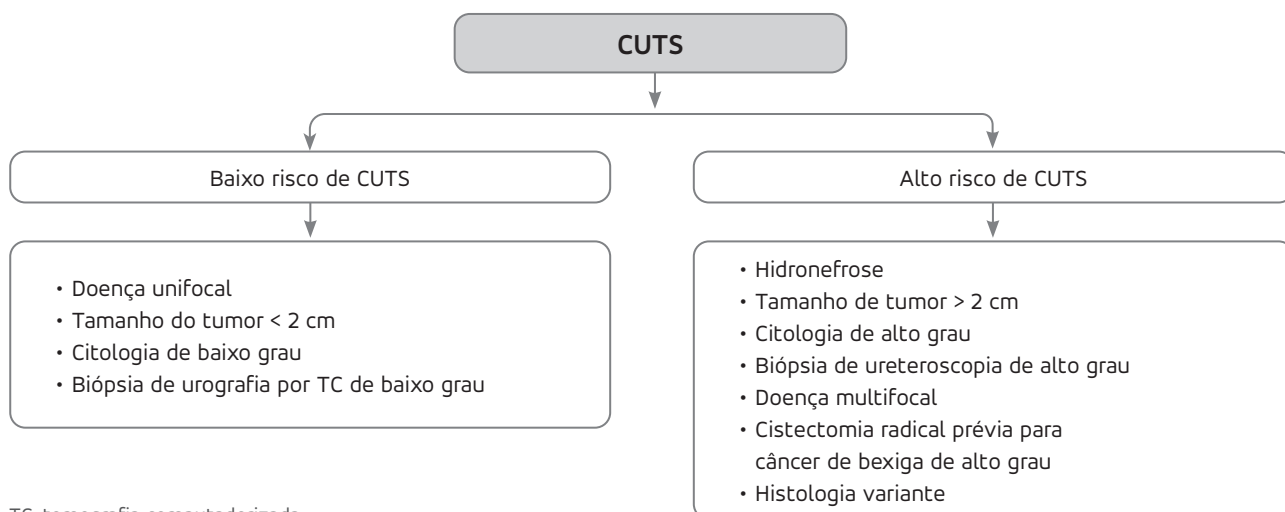 CUTS
Baixo risco de CUTS
Alto risco de CUTS
• Doença unifocal
• Tamanho do tumor < 2 cm
• Citologia de baixo grau
• Biópsia de urografia por TC de baixo grau
• Hidronefrose
• Tamanho de tumor > 2 cm
• Citologia de alto grau
• Biópsia de ureteroscopia de alto grau
• Doença multifocal
• Cistectomia radical prévia para
câncer de bexiga de alto grau
• Histologia variante